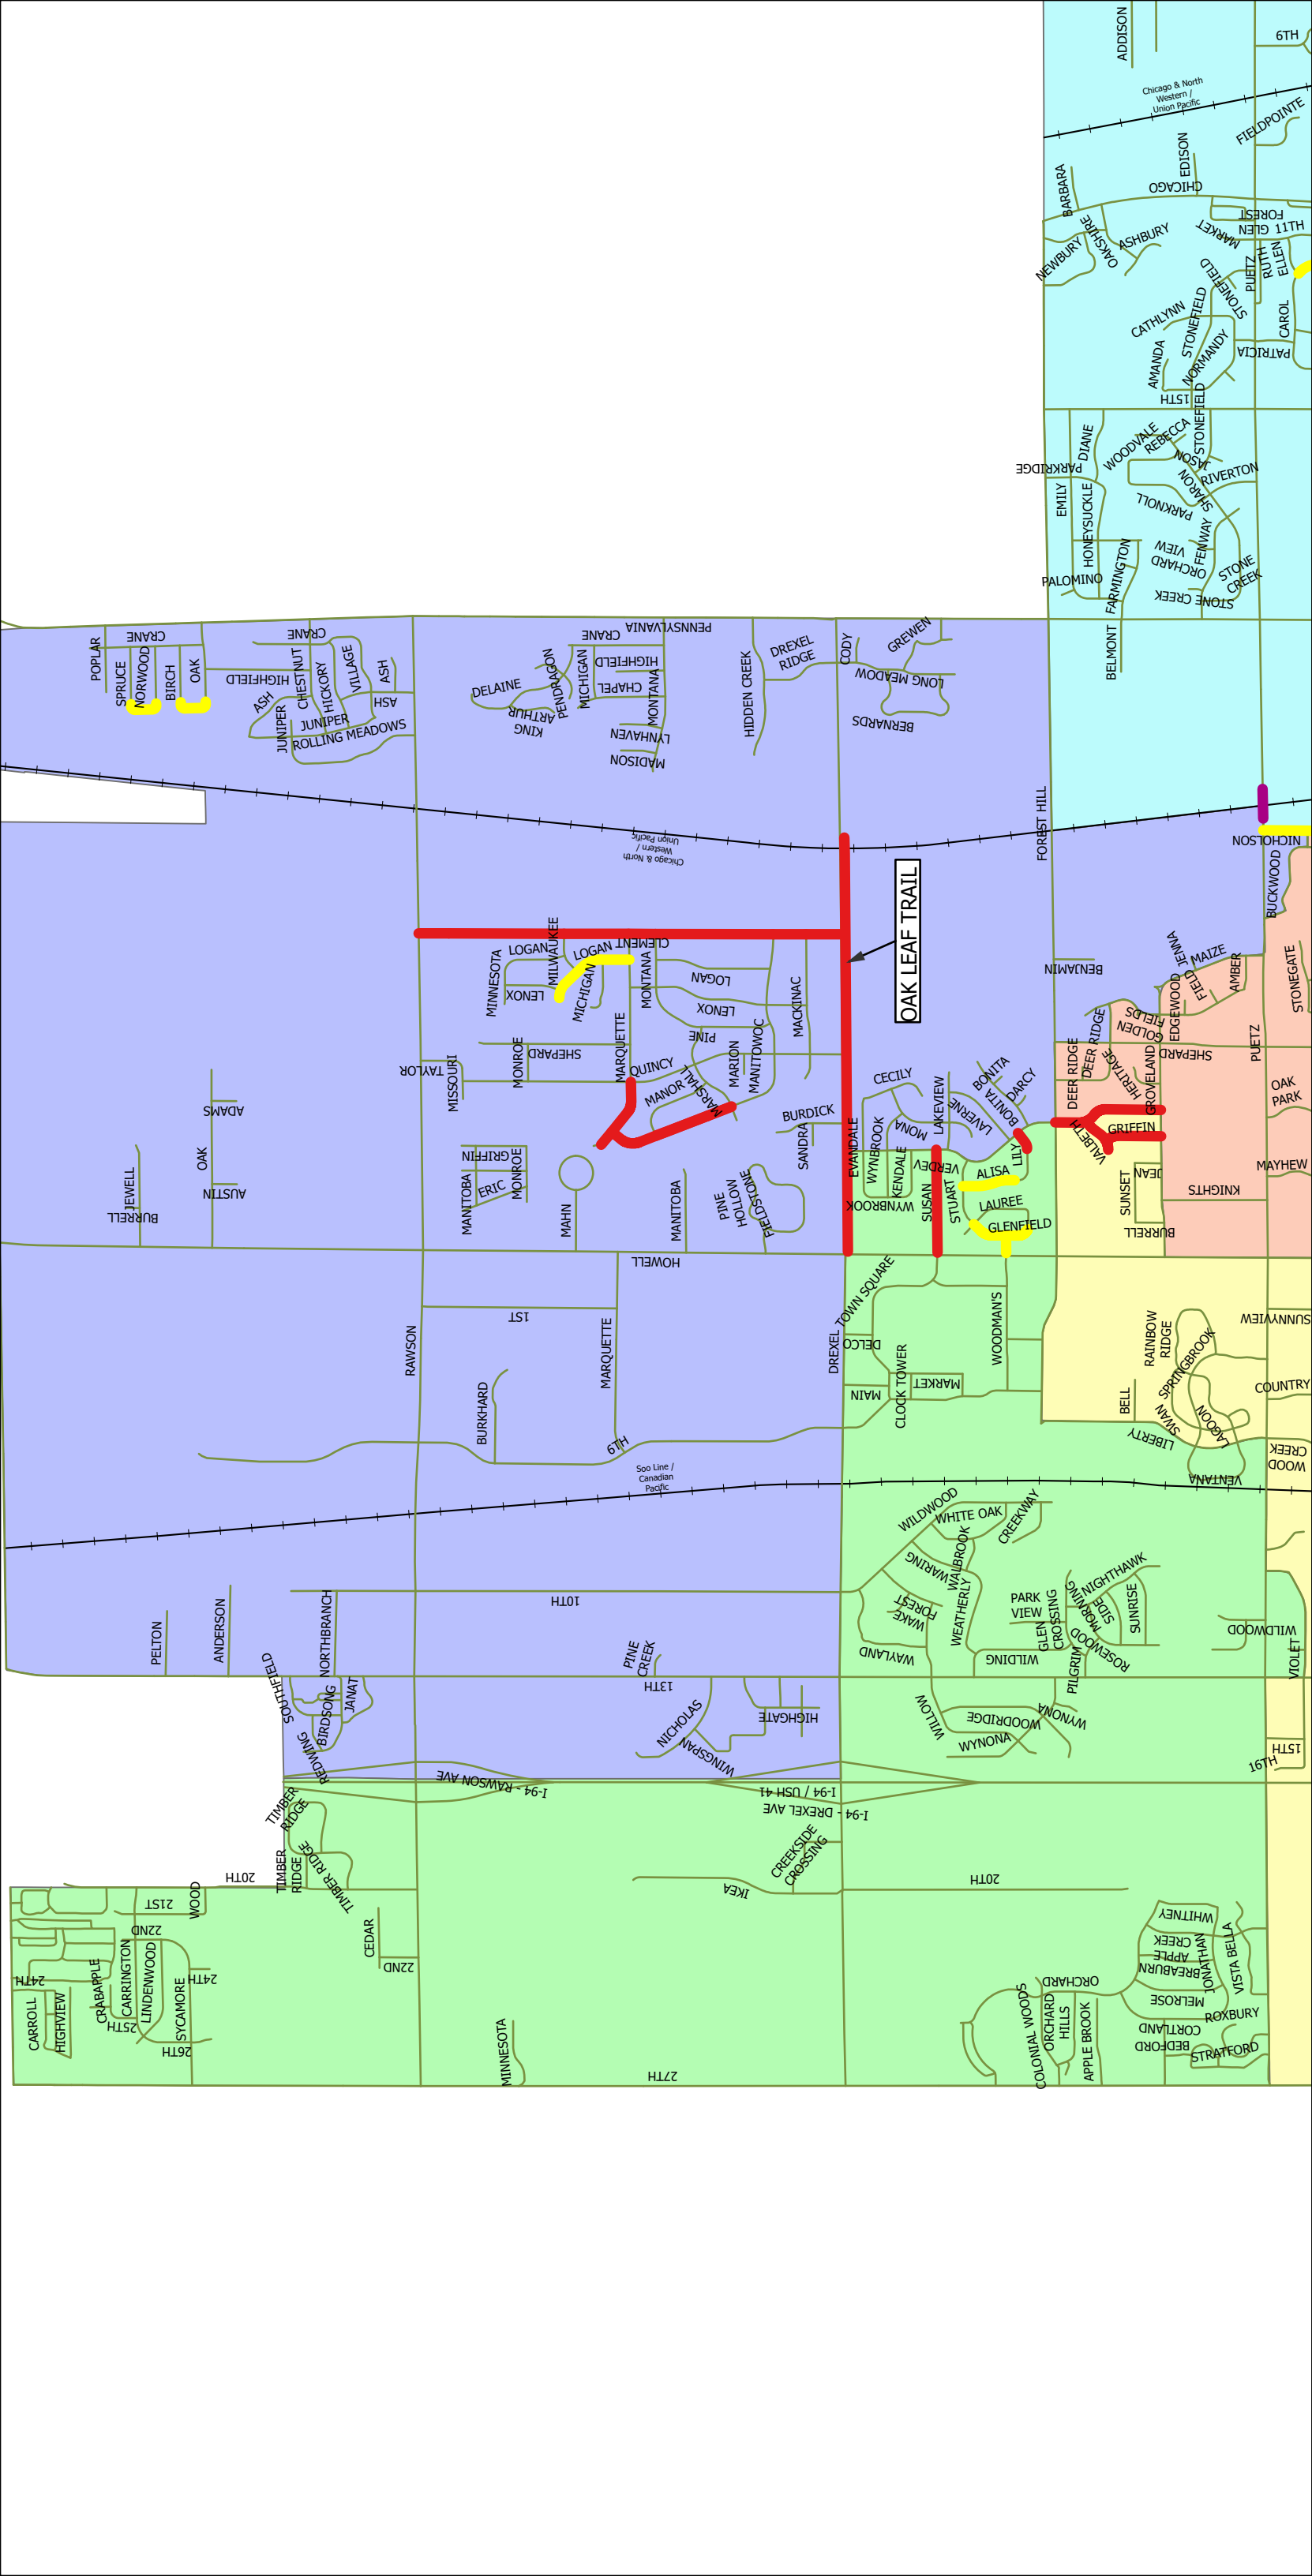 ADDISON
6TH
Chicago & North
Western /
Union Pacific
FIELDPOINTE
EDISON
BARBARA
CHICAGO
FOREST
GLEN
11TH
MARKET
OAKSHIRE
ASHBURY
NEWBURY
PUETZ
RUTH
ELLEN
STONEFIELD
CAROL
CATHLYNN
STONEFIELD
NORMANDY
AMANDA
PATRICIA
15TH
STONEFIELD
DIANE
WOODVALE
REBECCA
JASON
PARKRIDGE
RIVERTON
SHARON
EMILY
HONEYSUCKLE
PARKNOLL
FENWAY
ORCHARD
VIEW
STONE
CREEK
PALOMINO
FARMINGTON
STONE CREEK
BELMONT
POPLAR
CRANE
SPRUCE
NORWOOD
BIRCH
OAK
CRANE
HIGHFIELD
CHESTNUT
HICKORY
VILLAGE
ASH
ASH
ASH
JUNIPER
JUNIPER
ROLLING MEADOWS
PENNSYLVANIA
CRANE
HIGHFIELD
CHAPEL
MICHIGAN
MONTANA
DELAINE
PENDRAGON
KING
ARTHUR
LYNHAVEN
MADISON
HIDDEN CREEK
DREXEL
RIDGE
CODY
GREWEN
LONG MEADOW
BERNARDS
Chicago & North
Western /
Union Pacific
FOREST HILL
NICHOLSON
BUCKWOOD
OAK LEAF TRAIL
MINNESOTA
LOGAN
MILWAUKEE
LOGAN
CLEMENT
LENOX
MICHIGAN
MONTANA
LOGAN
LENOX
PINE
MACKINAC
MARQUETTE
SHEPARD
MONROE
TAYLOR
MISSOURI
QUINCY
MANOR
MARSHALL
MARION
MANITOWOC
BURDICK
SANDRA
BENJAMIN
JENNA
MAIZE
FIELD
AMBER
STONEGATE
EDGEWOOD
GOLDEN
FIELDS
DEER RIDGE
DEER RIDGE
SHEPARD
PUETZ
HERITAGE
GROVELAND
GRIFFIN
VALBETH
OAK
PARK
MAYHEW
JEAN
SUNSET
KNIGHTS
BURRELL
CECILY
LAKEVIEW
BONITA
DARCY
BONITA
LAVERNE
MONA
EVANDALE
WYNBROOK
KENDALE
VERDEV
LILY
ALISA
STUART
SUSAN
WYNBROOK
LAUREE
GLENFIELD
ADAMS
OAK
JEWELL
AUSTIN
BURRELL
GRIFFIN
MANITOBA
ERIC
MONROE
MAHN
MANITOBA
PINE
HOLLOW
FIELDSTONE
HOWELL
1ST
RAWSON
MARQUETTE
BURKHARD
6TH
DREXEL
TOWN SQUARE
DELCO
MAIN
CLOCK TOWER
MARKET
WOODMAN'S
RAINBOW
RIDGE
SPRINGBROOK
SUNNYVIEW
COUNTRY
BELL
SWAN
LAGOON
LIBERTY
VENTANA
WOOD
CREEK
Soo Line /
Canadian
Pacific
WILDWOOD
WHITE OAK
CREEKWAY
WALBROOK
WARING
FOREST
WAKE
WEATHERLY
WAYLAND
WILDING
PARK
VIEW
GLEN
CROSSING
MORNING
SIDE
NIGHTHAWK
SUNRISE
ROSEWOOD
PILGRIM
WILDWOOD
VIOLET
PELTON
ANDERSON
NORTHBRANCH
10TH
PINE
CREEK
13TH
SOUTHFIELD
BIRDSONG
JANAT
REDWING
NICHOLAS
WINGSPAN
HIGHGATE
WILLOW
WOODRIDGE
WYNONA
WYNONA
15TH
16TH
I-94 - RAWSON AVE
I-94 / USH 41
I-94 - DREXEL AVE
TIMBER
RIDGE
TIMBER
RIDGE
TIMBER RIDGE
20TH
CREEKSIDE
CROSSING
IKEA
20TH
WOOD
21ST
22ND
24TH
CARROLL
HIGHVIEW
CRABAPPLE
CARRINGTON
LINDENWOOD
SYCAMORE
24TH
25TH
26TH
CEDAR
22ND
MINNESOTA
27TH
WHITNEY
APPLE
CREEK
BREABURN
JONATHAN
VISTA BELLA
ORCHARD
MELROSE
ROXBURY
CORTLAND
BEDFORD
STRATFORD
COLONIAL WOODS
ORCHARD
HILLS
APPLE BROOK